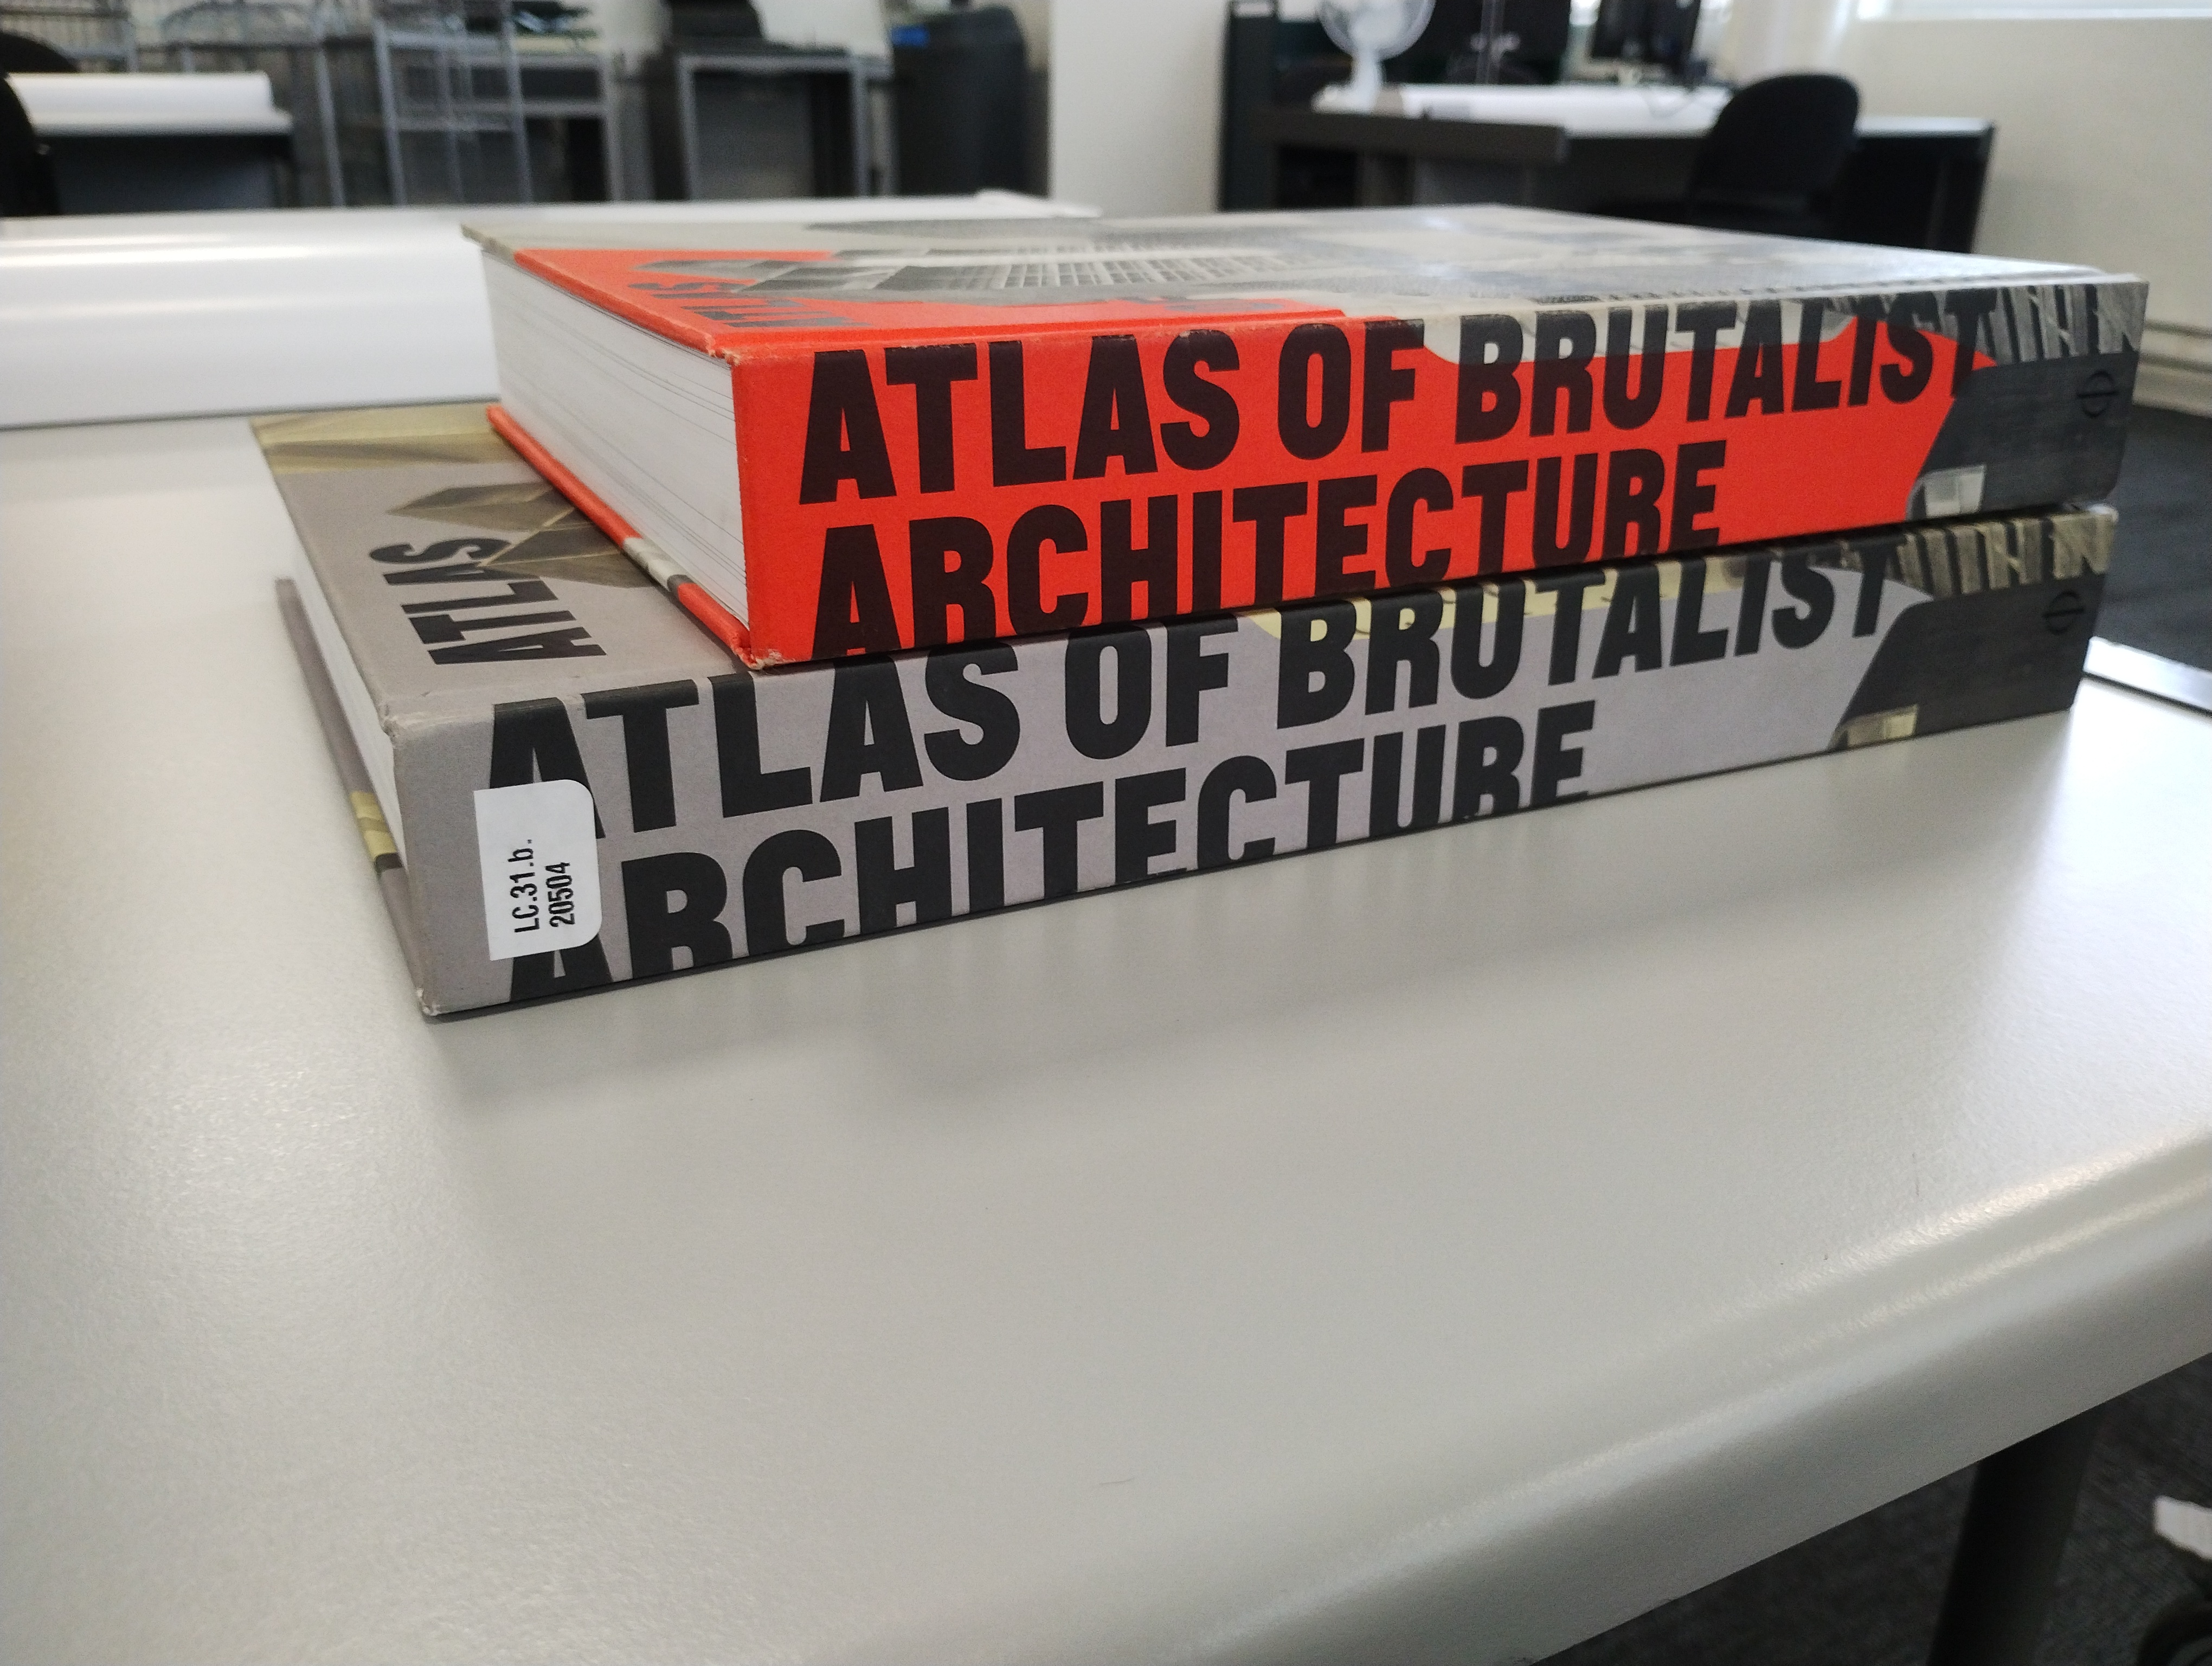 ATLAS
ATLAS OF BRUTALIST
ARCHITECTURE
ATLAS
ATLAS OF BRUTALIST
ARCHITECTURE
LC.31.b.
20504